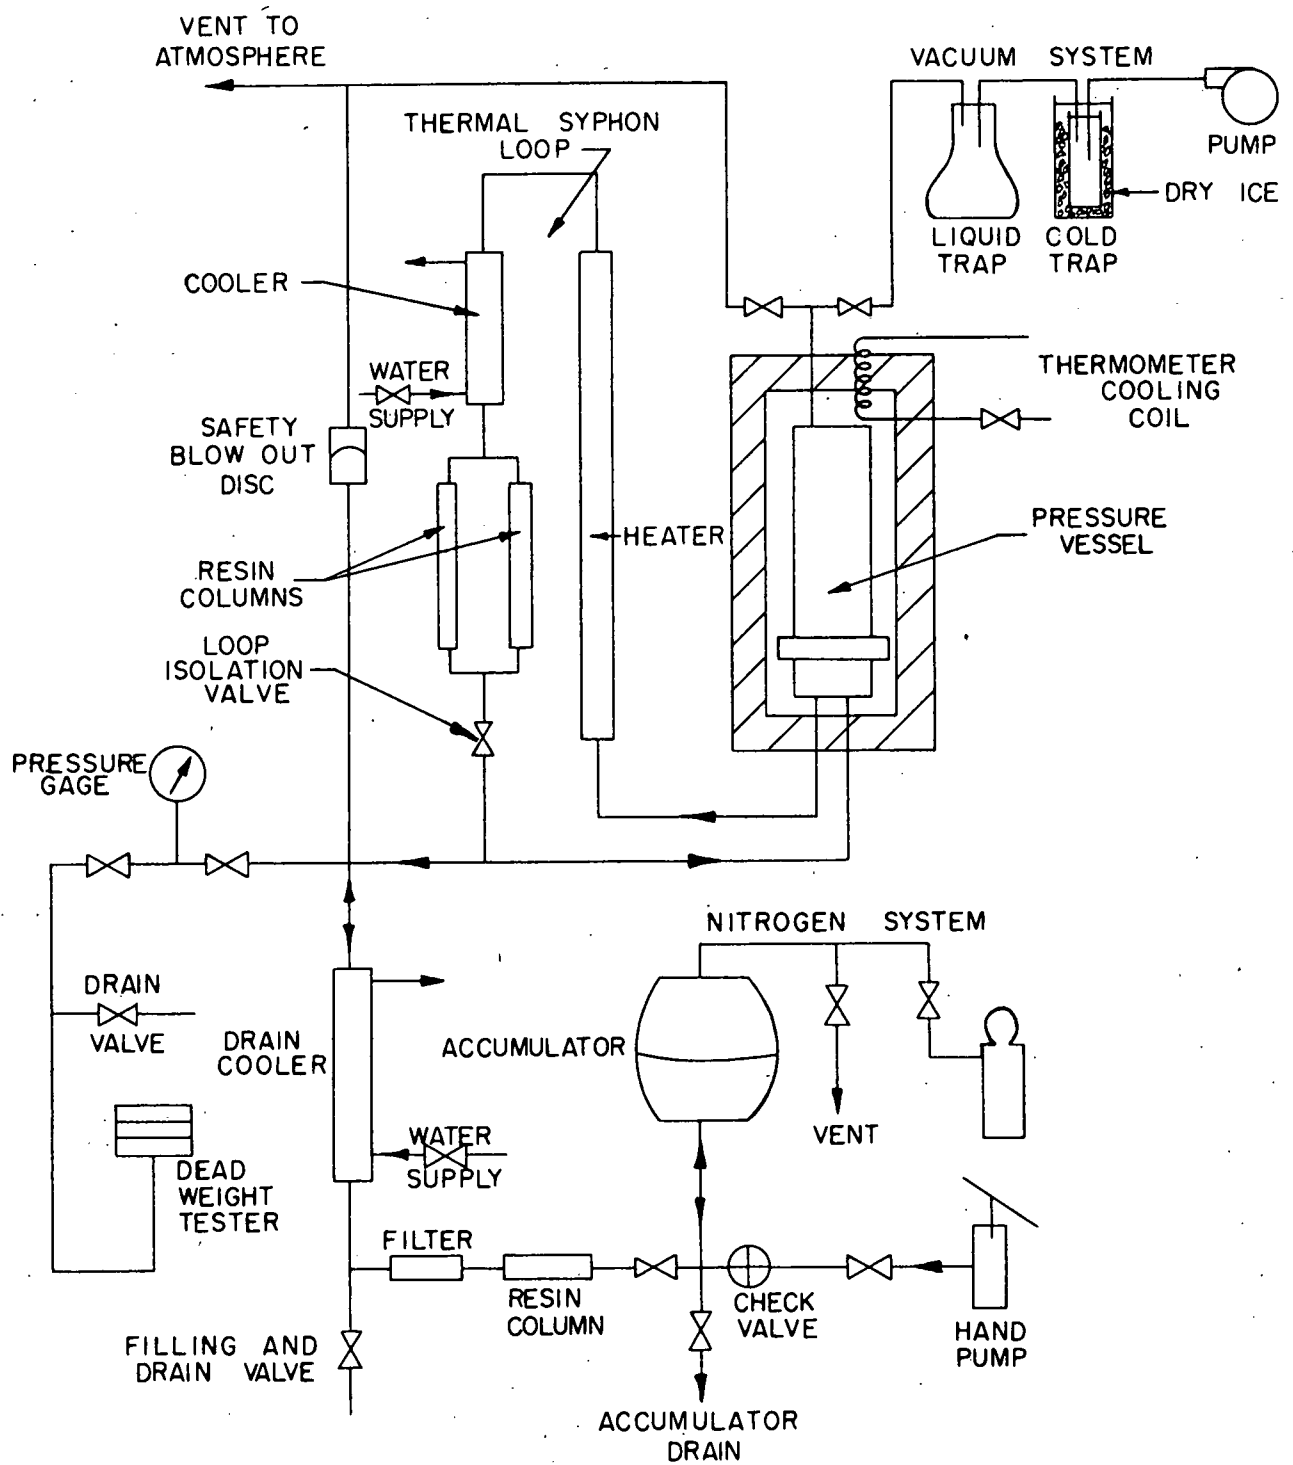 VENT TO
ATMOSPHERE
VACUUM SYSTEM
THERMAL SYPHON
LOOP
PUMP
DRY ICE
LIQUID
TRAP
COLD
TRAP
COOLER
WATER
SUPPLY
THERMOMETER
COOLING
COIL
SAFETY
BLOW OUT
DISC
PRESSURE
VESSEL
HEATER
RESIN
COLUMNS
LOOP
ISOLATION
VALVE
PRESSURE
GAGE
NITROGEN SYSTEM
DRAIN
VALVE
DRAIN
COOLER
ACCUMULATOR
VENT
WATER
SUPPLY
DEAD
WEIGHT
TESTER
FILTER
RESIN
COLUMN
CHECK
VALVE
HAND
PUMP
FILLING AND
DRAIN VALVE
ACCUMULATOR
DRAIN